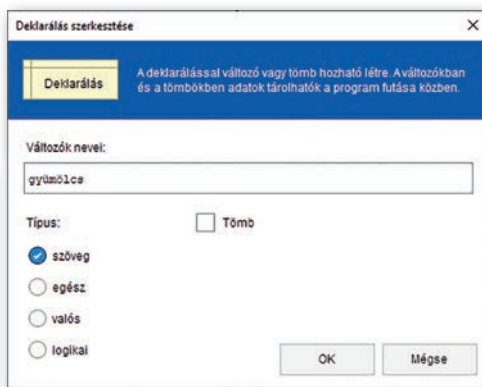 Deklarálás szerkesztése
Deklarálás
A deklarálással változó vagy tömb hozható létre. A változókban
és a tömbökben adatok tárolhatók a program futása közben.
Változók nevei:
gyümölcs
Típus:
Tömb
szöveg
egész
valós
logikai
OK
Mégse